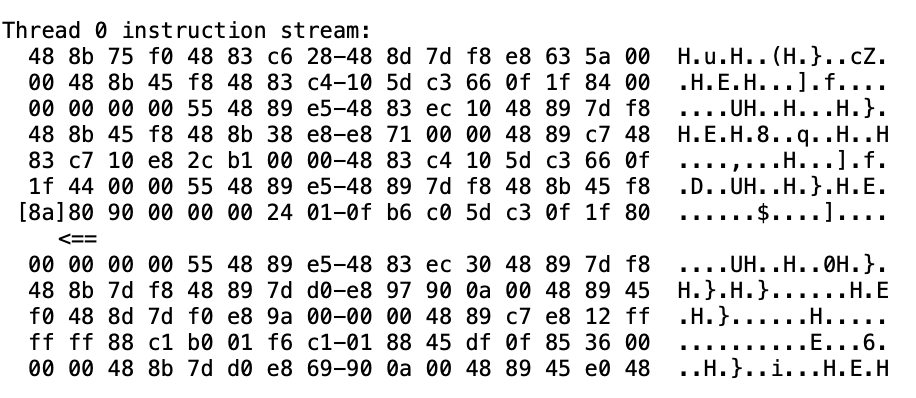 Thread 0 instruction stream:
  48 8b 75 f0 48 83 c6 28-48 8d 7d f8 e8 63 5a 00  H.u.H..(H.}..cZ.
  00 48 8b 45 f8 48 83 c4-10 5d c3 66 0f 1f 84 00  .H.E.H...].f....
  00 00 00 00 55 48 89 e5-48 83 ec 10 48 89 7d f8  ....UH..H...H.}.
  48 8b 45 f8 48 8b 38 e8-e8 71 00 00 48 89 c7 48  H.E.H.8..q..H..H
  83 c7 10 e8 2c b1 00 00-48 83 c4 10 5d c3 66 0f  ....,...H...].f.
  1f 44 00 00 55 48 89 e5-48 89 7d f8 48 8b 45 f8  .D..UH..H.}.H.E.
 [8a]80 90 00 00 00 24 01-0f b6 c0 5d c3 0f 1f 80  ......$....]....
    <==
  00 00 00 00 55 48 89 e5-48 83 ec 30 48 89 7d f8  ....UH..H..0H.}.
  48 8b 7d f8 48 89 7d d0-e8 97 90 0a 00 48 89 45  H.}.H.}......H.E
  f0 48 8d 7d f0 e8 9a 00-00 00 48 89 c7 e8 12 ff  .H.}......H.....
  ff ff 88 c1 b0 01 f6 c1-01 88 45 df 0f 85 36 00  ..........E...6.
  00 00 48 8b 7d d0 e8 69-90 0a 00 48 89 45 e0 48  ..H.}..i...H.E.H